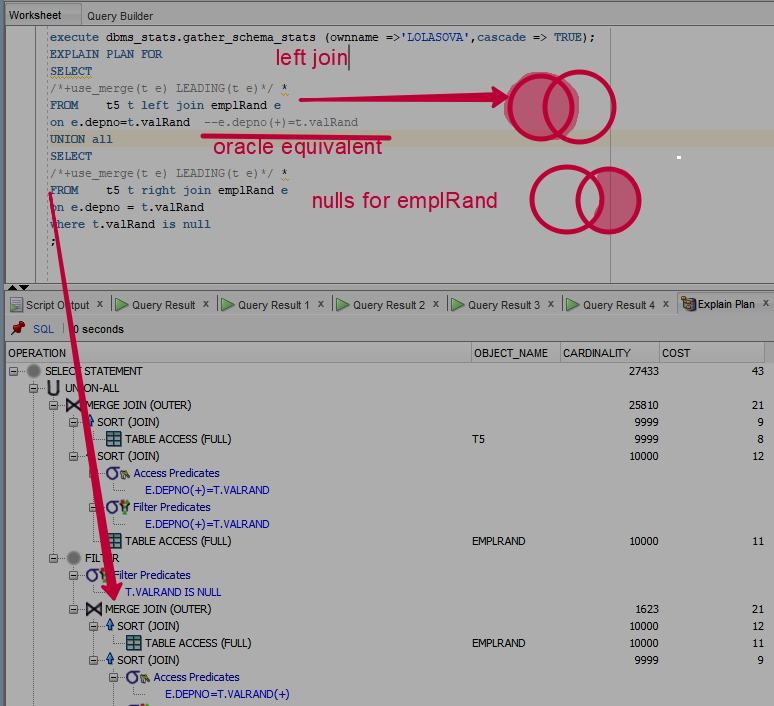 Worksheet Query Builder
execute dbms_stats.gather_schema_stats (ownname =>'LOLASOVA',cascade => TRUE);
EXPLAIN PLAN FOR
left join
SELECT
/*+use_merge(t e) LEADING(t e)*/ *
FROM t5 t left join emplRand e
on e.depno=t.valRand --e.depno(+)=t.valRand
UNION all
oracle equivalent
SELECT
/*+use_merge(t e) LEADING(t e)*/ *
FROM t5 t right join emplRand e
nulls for emplRand
on e.depno = t.valRand
where t.valRand is null
;
Script Output x Query Result x Query Result 1 x Query Result 2 x Query Result 3 x Query Result 4 x Explain Plan x
SQL | 0 seconds
OPERATION OBJECT_NAME CARDINALITY COST
SELECT STATEMENT 27433 43
UNION-ALL
MERGE JOIN (OUTER) 25810 21
SORT (JOIN) 9999 9
TABLE ACCESS (FULL) T5 9999 8
SORT (JOIN) 10000 12
Access Predicates
E.DEPNO(+)=T.VALRAND
Filter Predicates
E.DEPNO(+)=T.VALRAND
TABLE ACCESS (FULL) EMPLRAND 10000 11
FILTER
Filter Predicates
T.VALRAND IS NULL
MERGE JOIN (OUTER) 1623 21
SORT (JOIN) 10000 12
TABLE ACCESS (FULL) EMPLRAND 10000 11
SORT (JOIN) 9999 9
Access Predicates
E.DEPNO=T.VALRAND(+)